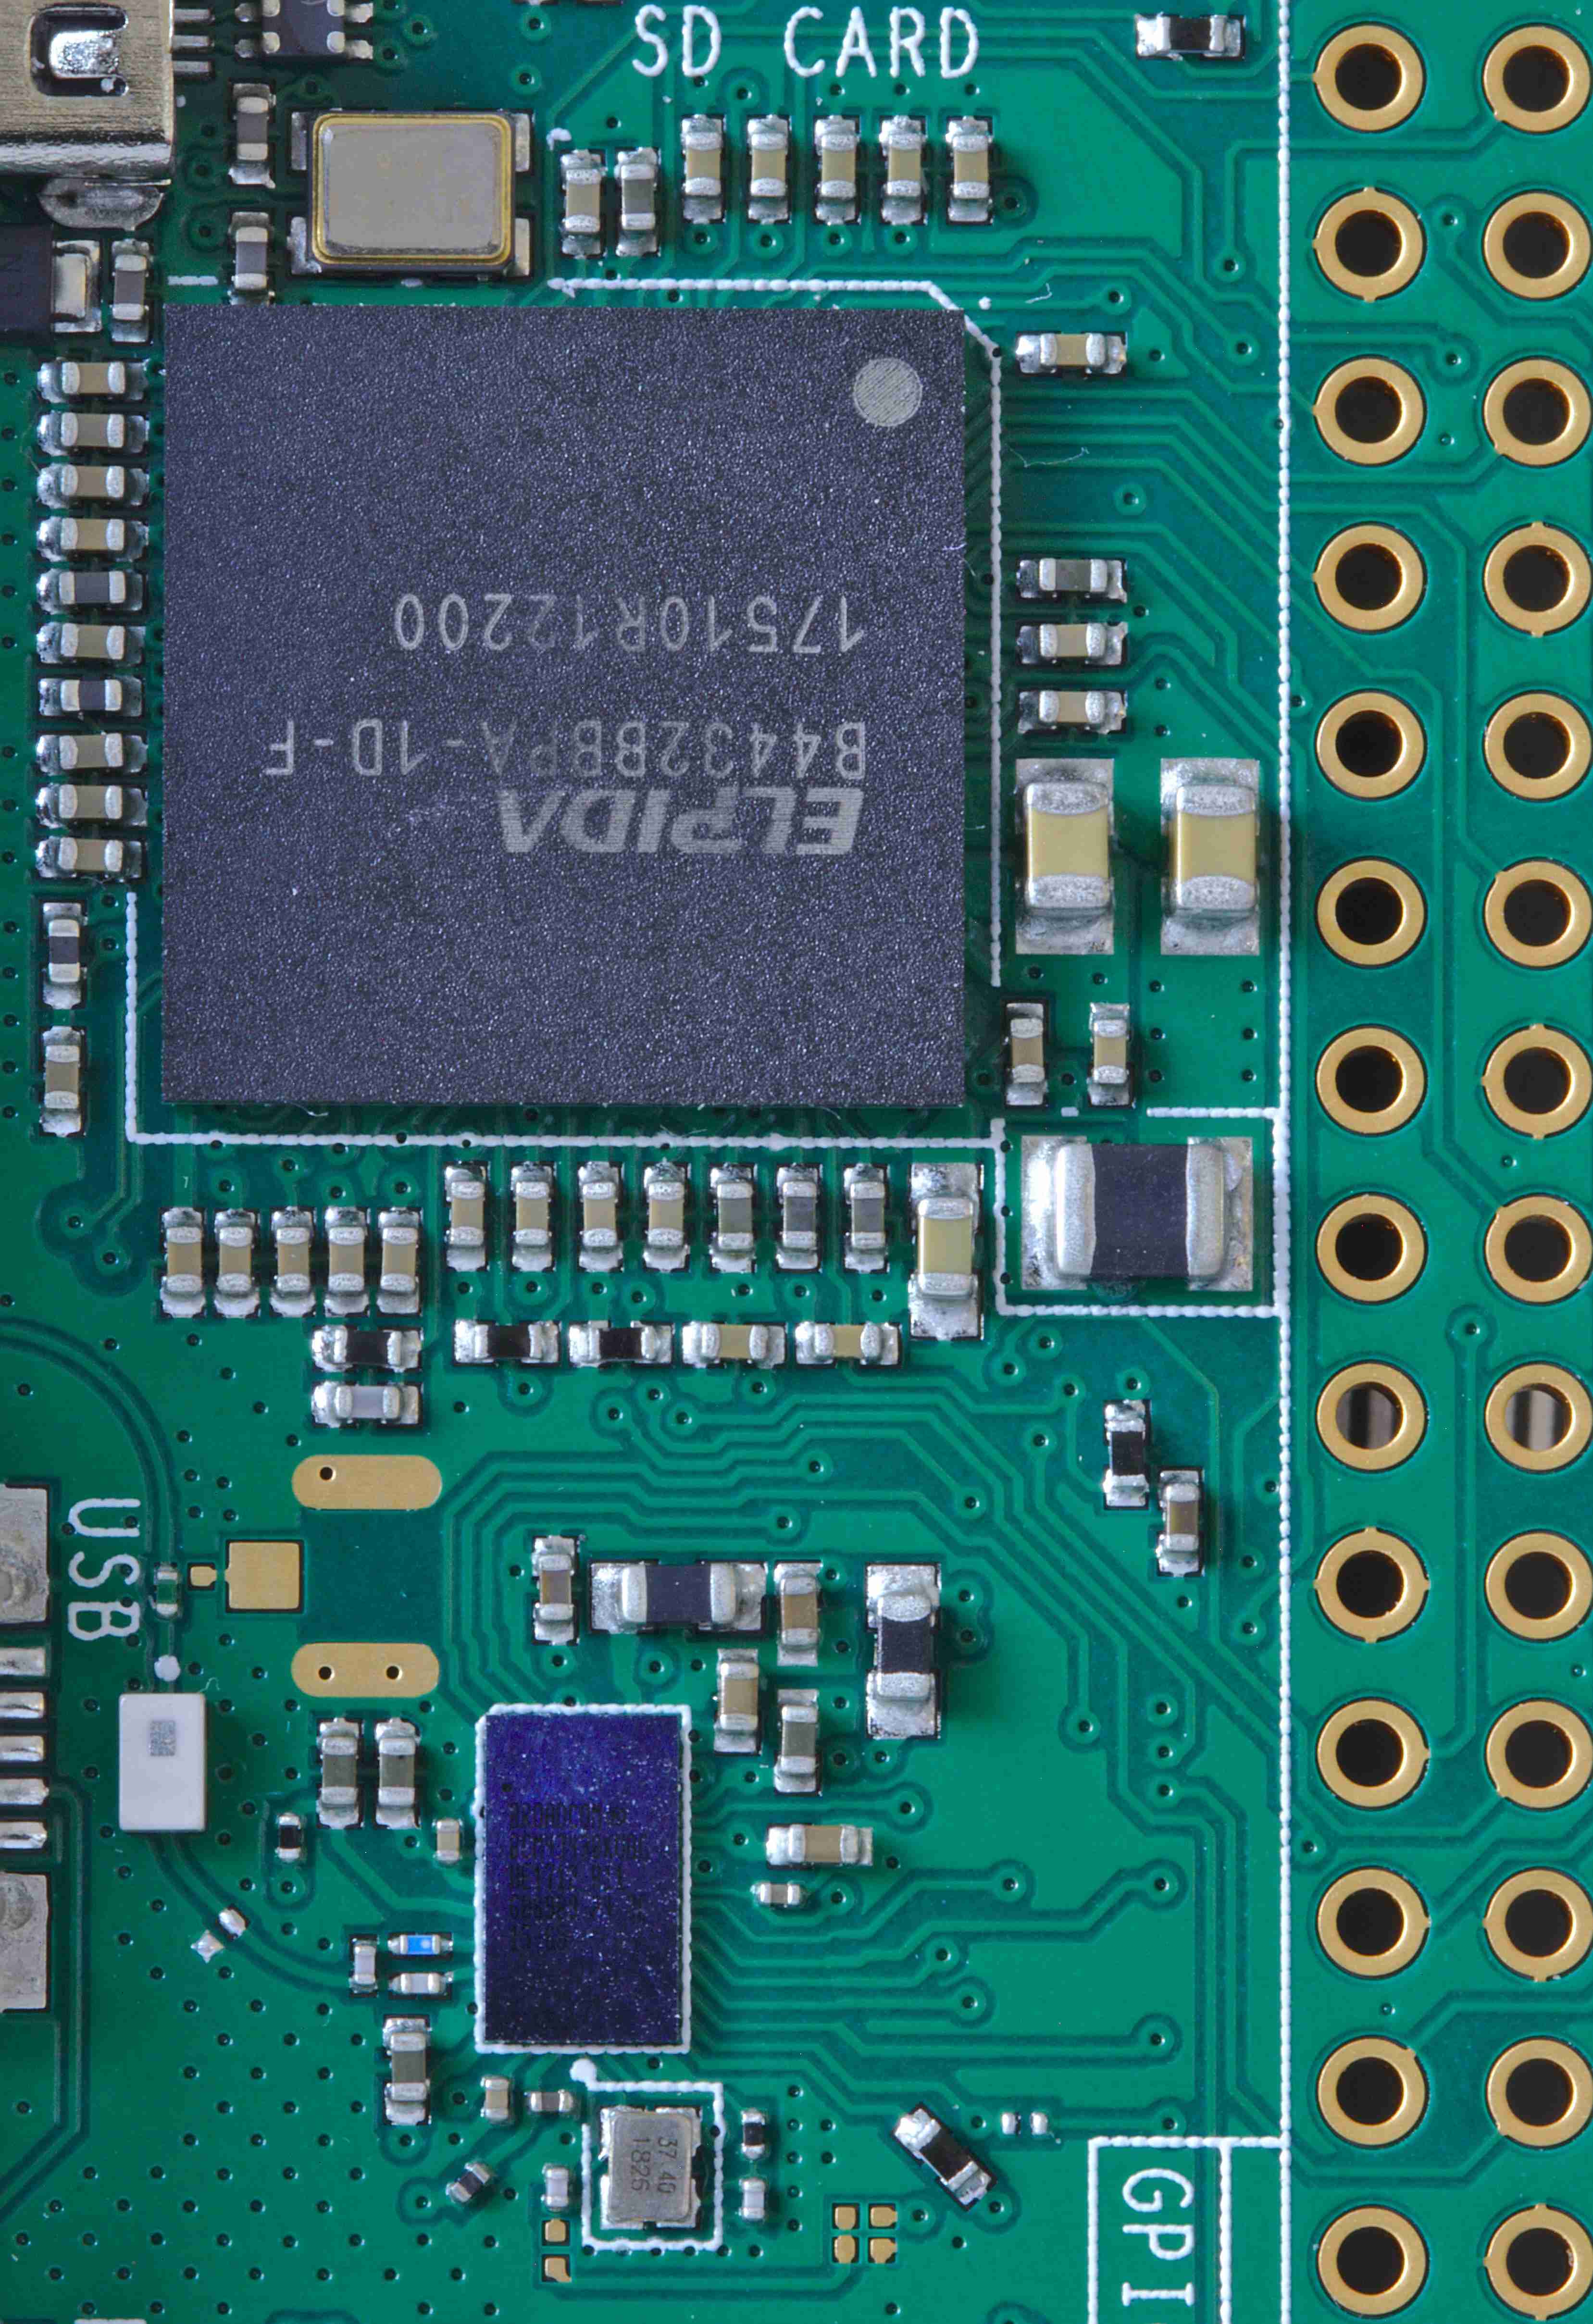 SD CARD
ELPIDA
B4432BBPA-1D-F
17510R12200
USB
37.40
1825
GPI